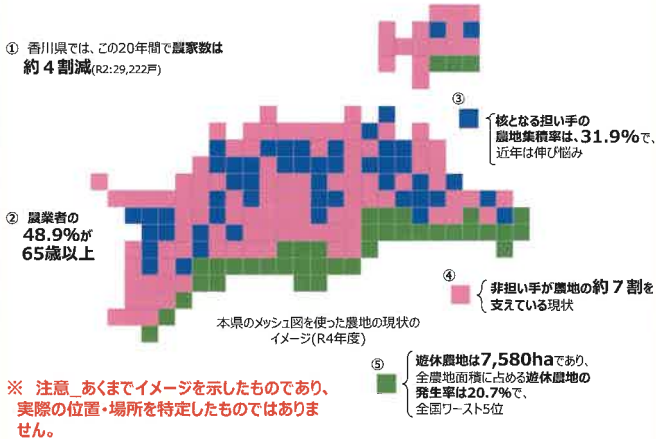 ① 香川県では、この20年間で農家数は
約４割減(R2:29,222戸)
③
核となる担い手の
農地集積率は、31.9%で、
近年は伸び悩み
② 農業者の
48.9%が
65歳以上
④
非担い手が農地の約７割を
支えている現状
本県のメッシュ図を使った農地の現状の
イメージ(R4年度)
⑤
遊休農地は7,580haであり、
全農地面積に占める遊休農地の
発生率は20.7%で、
全国ワースト5位
※ 注意_あくまでイメージを示したものであり、
実際の位置・場所を特定したものではありま
せん。